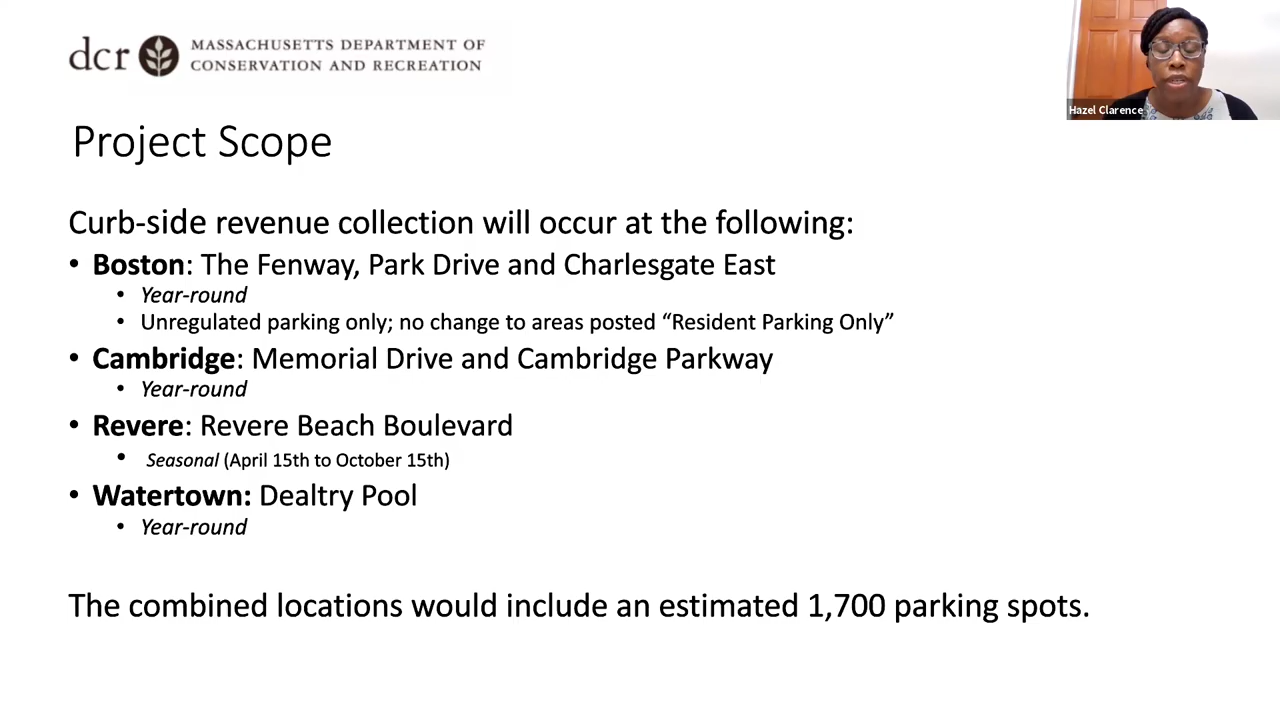 dcr MASSACHUSETTS DEPARTMENT OF
CONSERVATION AND RECREATION
Hazel Clarence
Project Scope
Curb-side revenue collection will occur at the following:
• Boston: The Fenway, Park Drive and Charlesgate East
• Year-round
• Unregulated parking only; no change to areas posted “Resident Parking Only”
• Cambridge: Memorial Drive and Cambridge Parkway
• Year-round
• Revere: Revere Beach Boulevard
• Seasonal (April 15th to October 15th)
• Watertown: Dealtry Pool
• Year-round
The combined locations would include an estimated 1,700 parking spots.